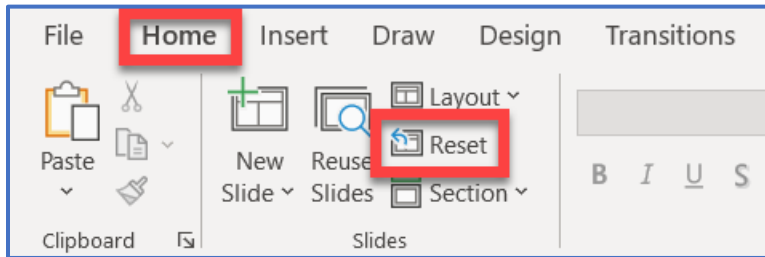 File Home Insert Draw Design Transitions
Layout
Reset
Paste New Reuse
Slide Slides Section
B I U S
Clipboard Slides